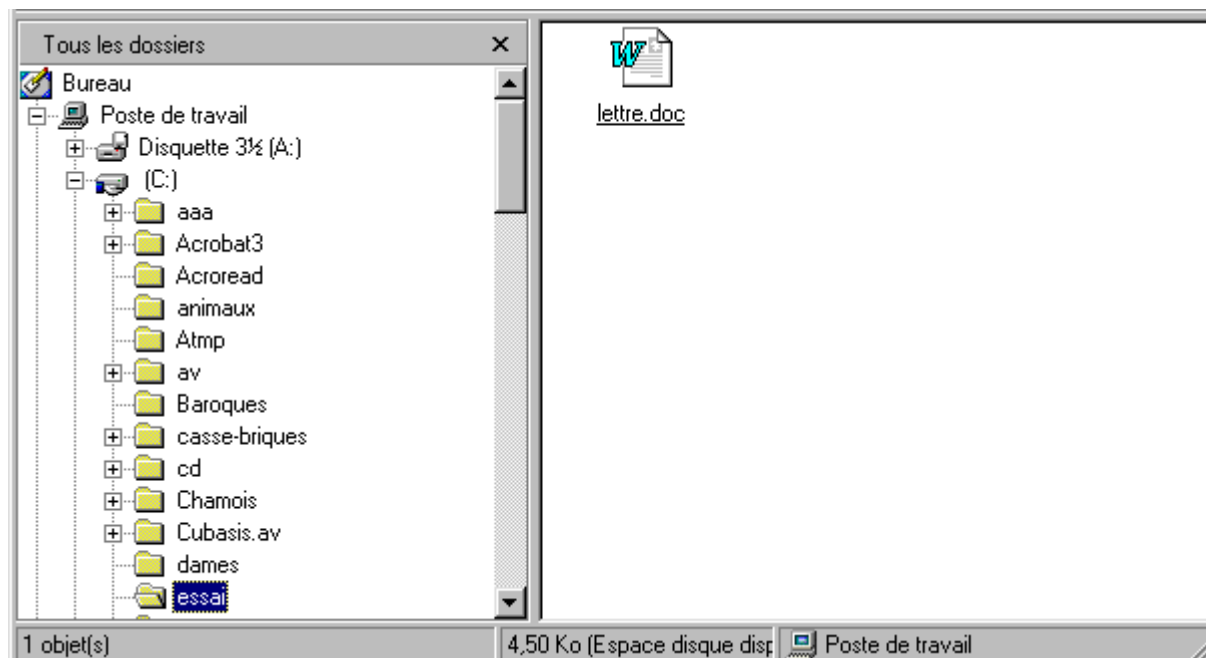 Tous les dossiers
Bureau
Poste de travail
Disquette 3½ (A:)
(C:)
aaa
Acrobat3
Acroread
animaux
Atmp
av
Baroques
casse-briques
cd
Chamois
Cubasis.av
dames
essai
lettre.doc
1 objet(s)
4,50 Ko (Espace disque disp
Poste de travail